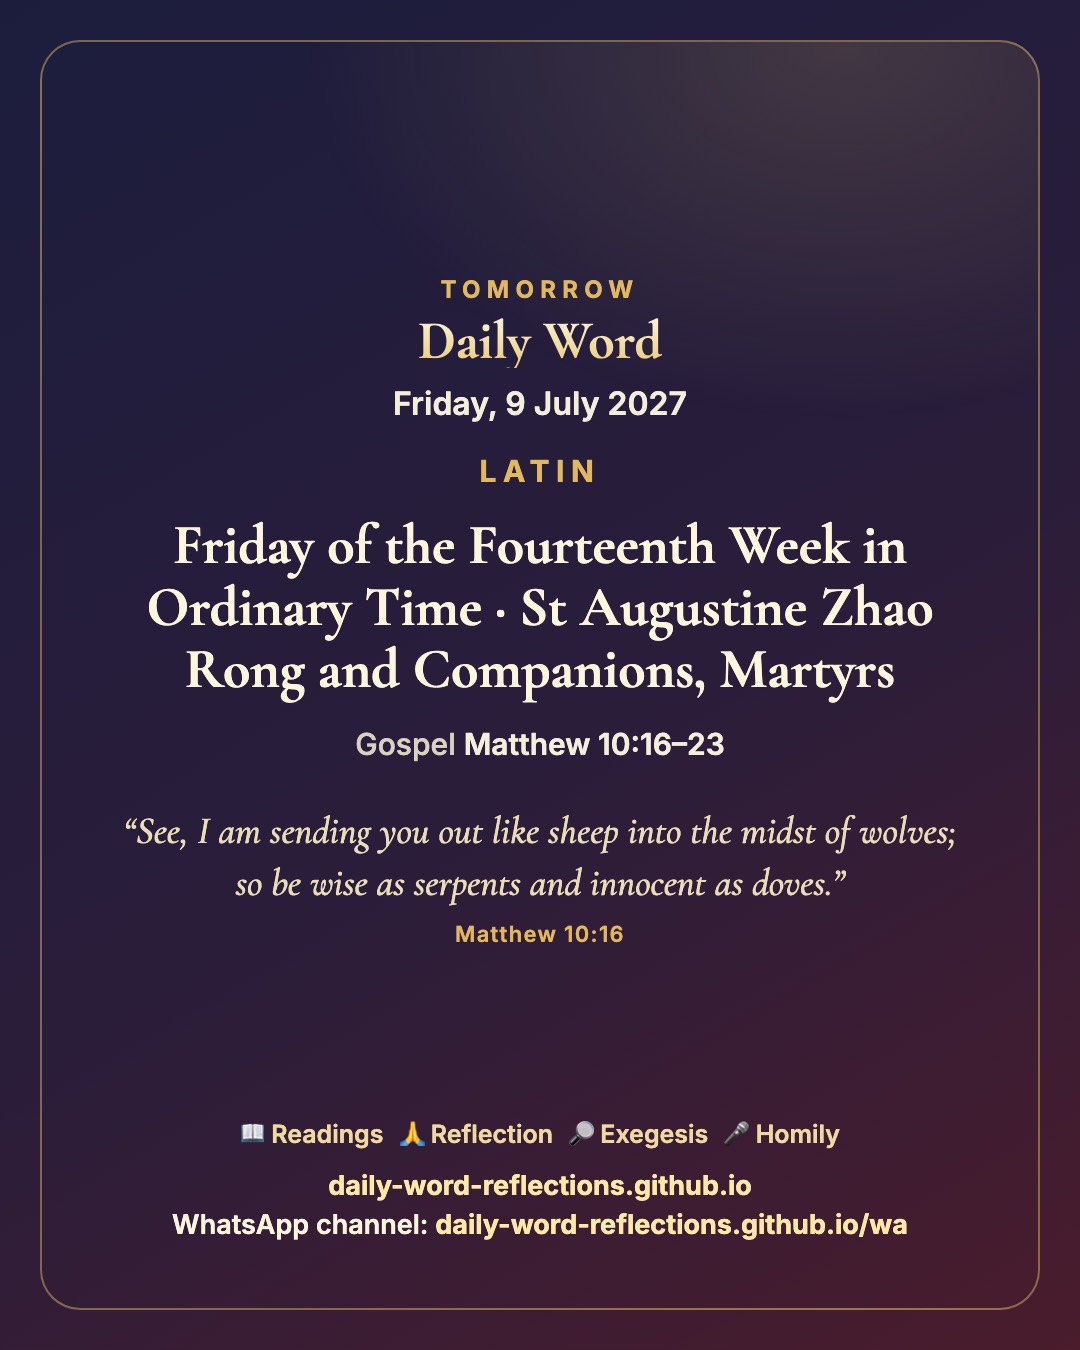 TOMORROW
Daily Word
Friday, 9 July 2027
LATIN
Friday of the Fourteenth Week in
Ordinary Time · St Augustine Zhao
Rong and Companions, Martyrs
Gospel Matthew 10:16–23
“See, I am sending you out like sheep into the midst of wolves;
so be wise as serpents and innocent as doves.”
Matthew 10:16
📖 Readings 🙏 Reflection 🔎 Exegesis 🎤 Homily
daily-word-reflections.github.io
WhatsApp channel: daily-word-reflections.github.io/wa